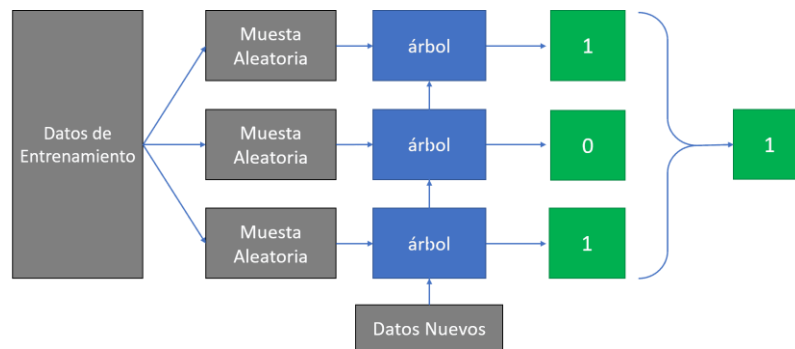 Datos de
Entrenamiento
Muesta
Aleatoria
árbol
1
Muesta
Aleatoria
árbol
0
1
Muesta
Aleatoria
árbol
1
Datos Nuevos